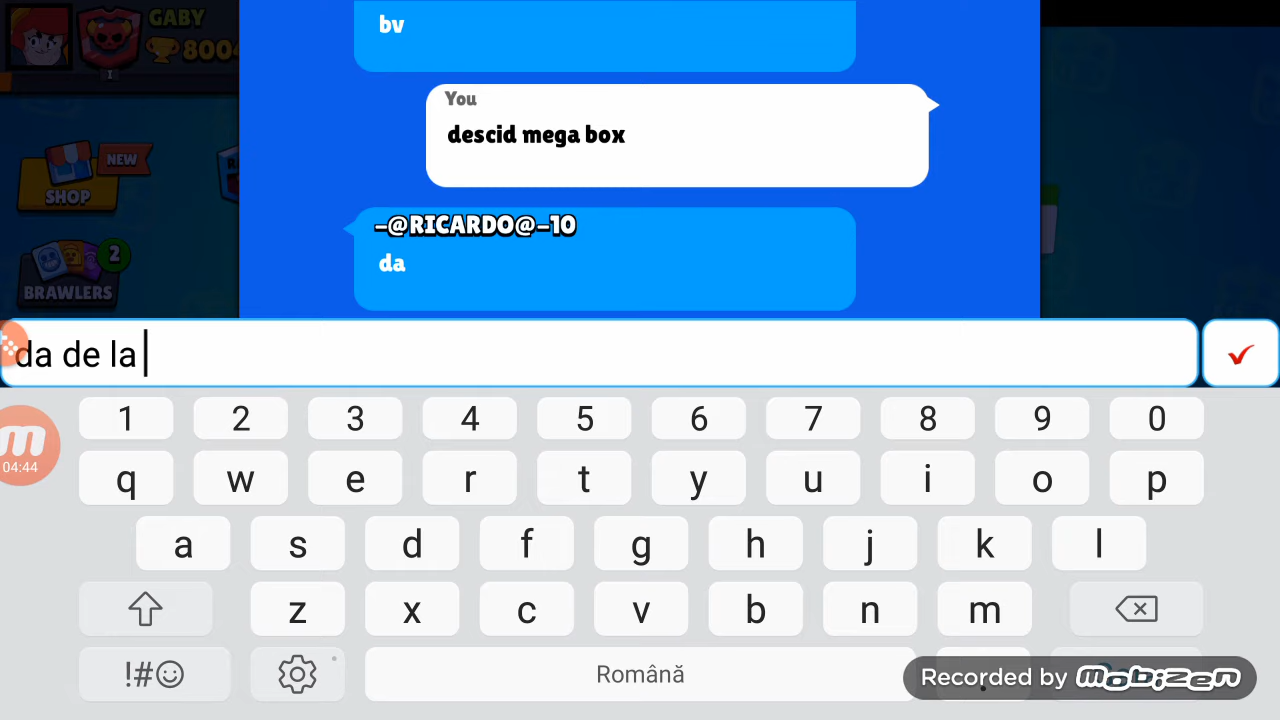 GABY
8004
I
bv
You
descid mega box
NEW
SHOP
-@RICARDO@-10
da
2
BRAWLERS
da de la
04:44
1 2 3 4 5 6 7 8 9 0
q w e r t y u i o p
a s d f g h j k l
z x c v b n m
!#☺ Română
Recorded by mobizen